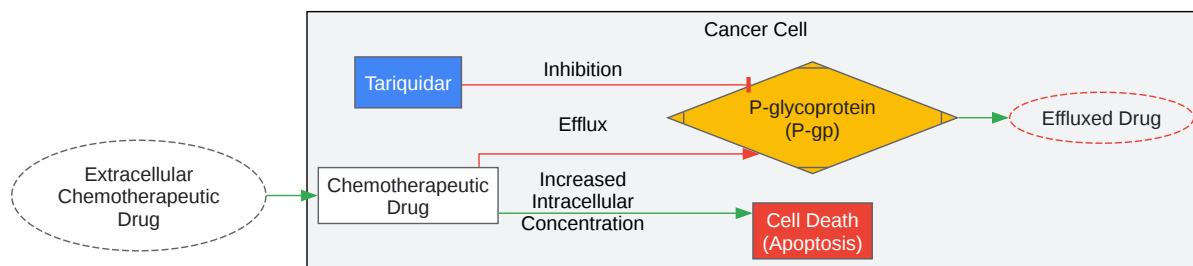 Cancer Cell
Tariquidar
Inhibition
P-glycoprotein
(P-gp)
Effluxed Drug
Efflux
Extracellular
Chemotherapeutic
Drug
Chemotherapeutic
Drug
Increased
Intracellular
Concentration
Cell Death
(Apoptosis)